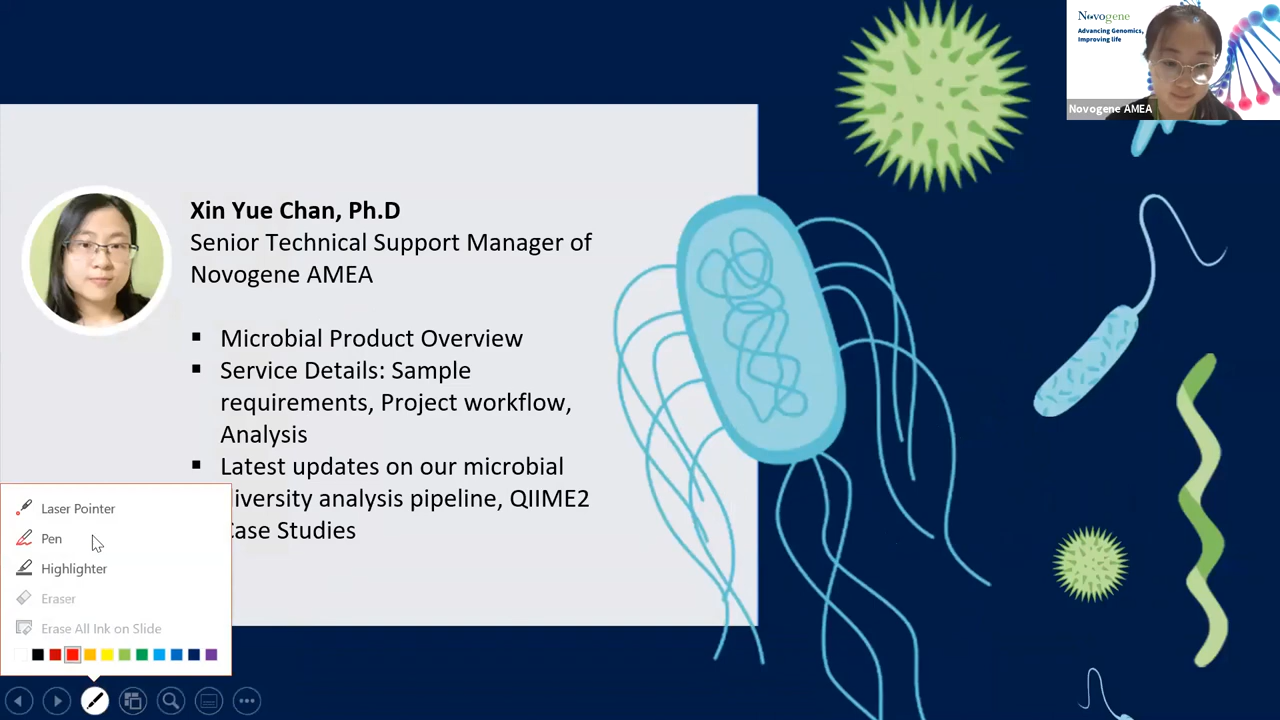 Novogene
Advancing Genomics,
Improving life
Novogene AMEA
Xin Yue Chan, Ph.D
Senior Technical Support Manager of
Novogene AMEA
▪ Microbial Product Overview
▪ Service Details: Sample
requirements, Project workflow,
Analysis
▪ Latest updates on our microbial
iversity analysis pipeline, QIIME2
ase Studies
Laser Pointer
Pen
Highlighter
Eraser
Erase All Ink on Slide